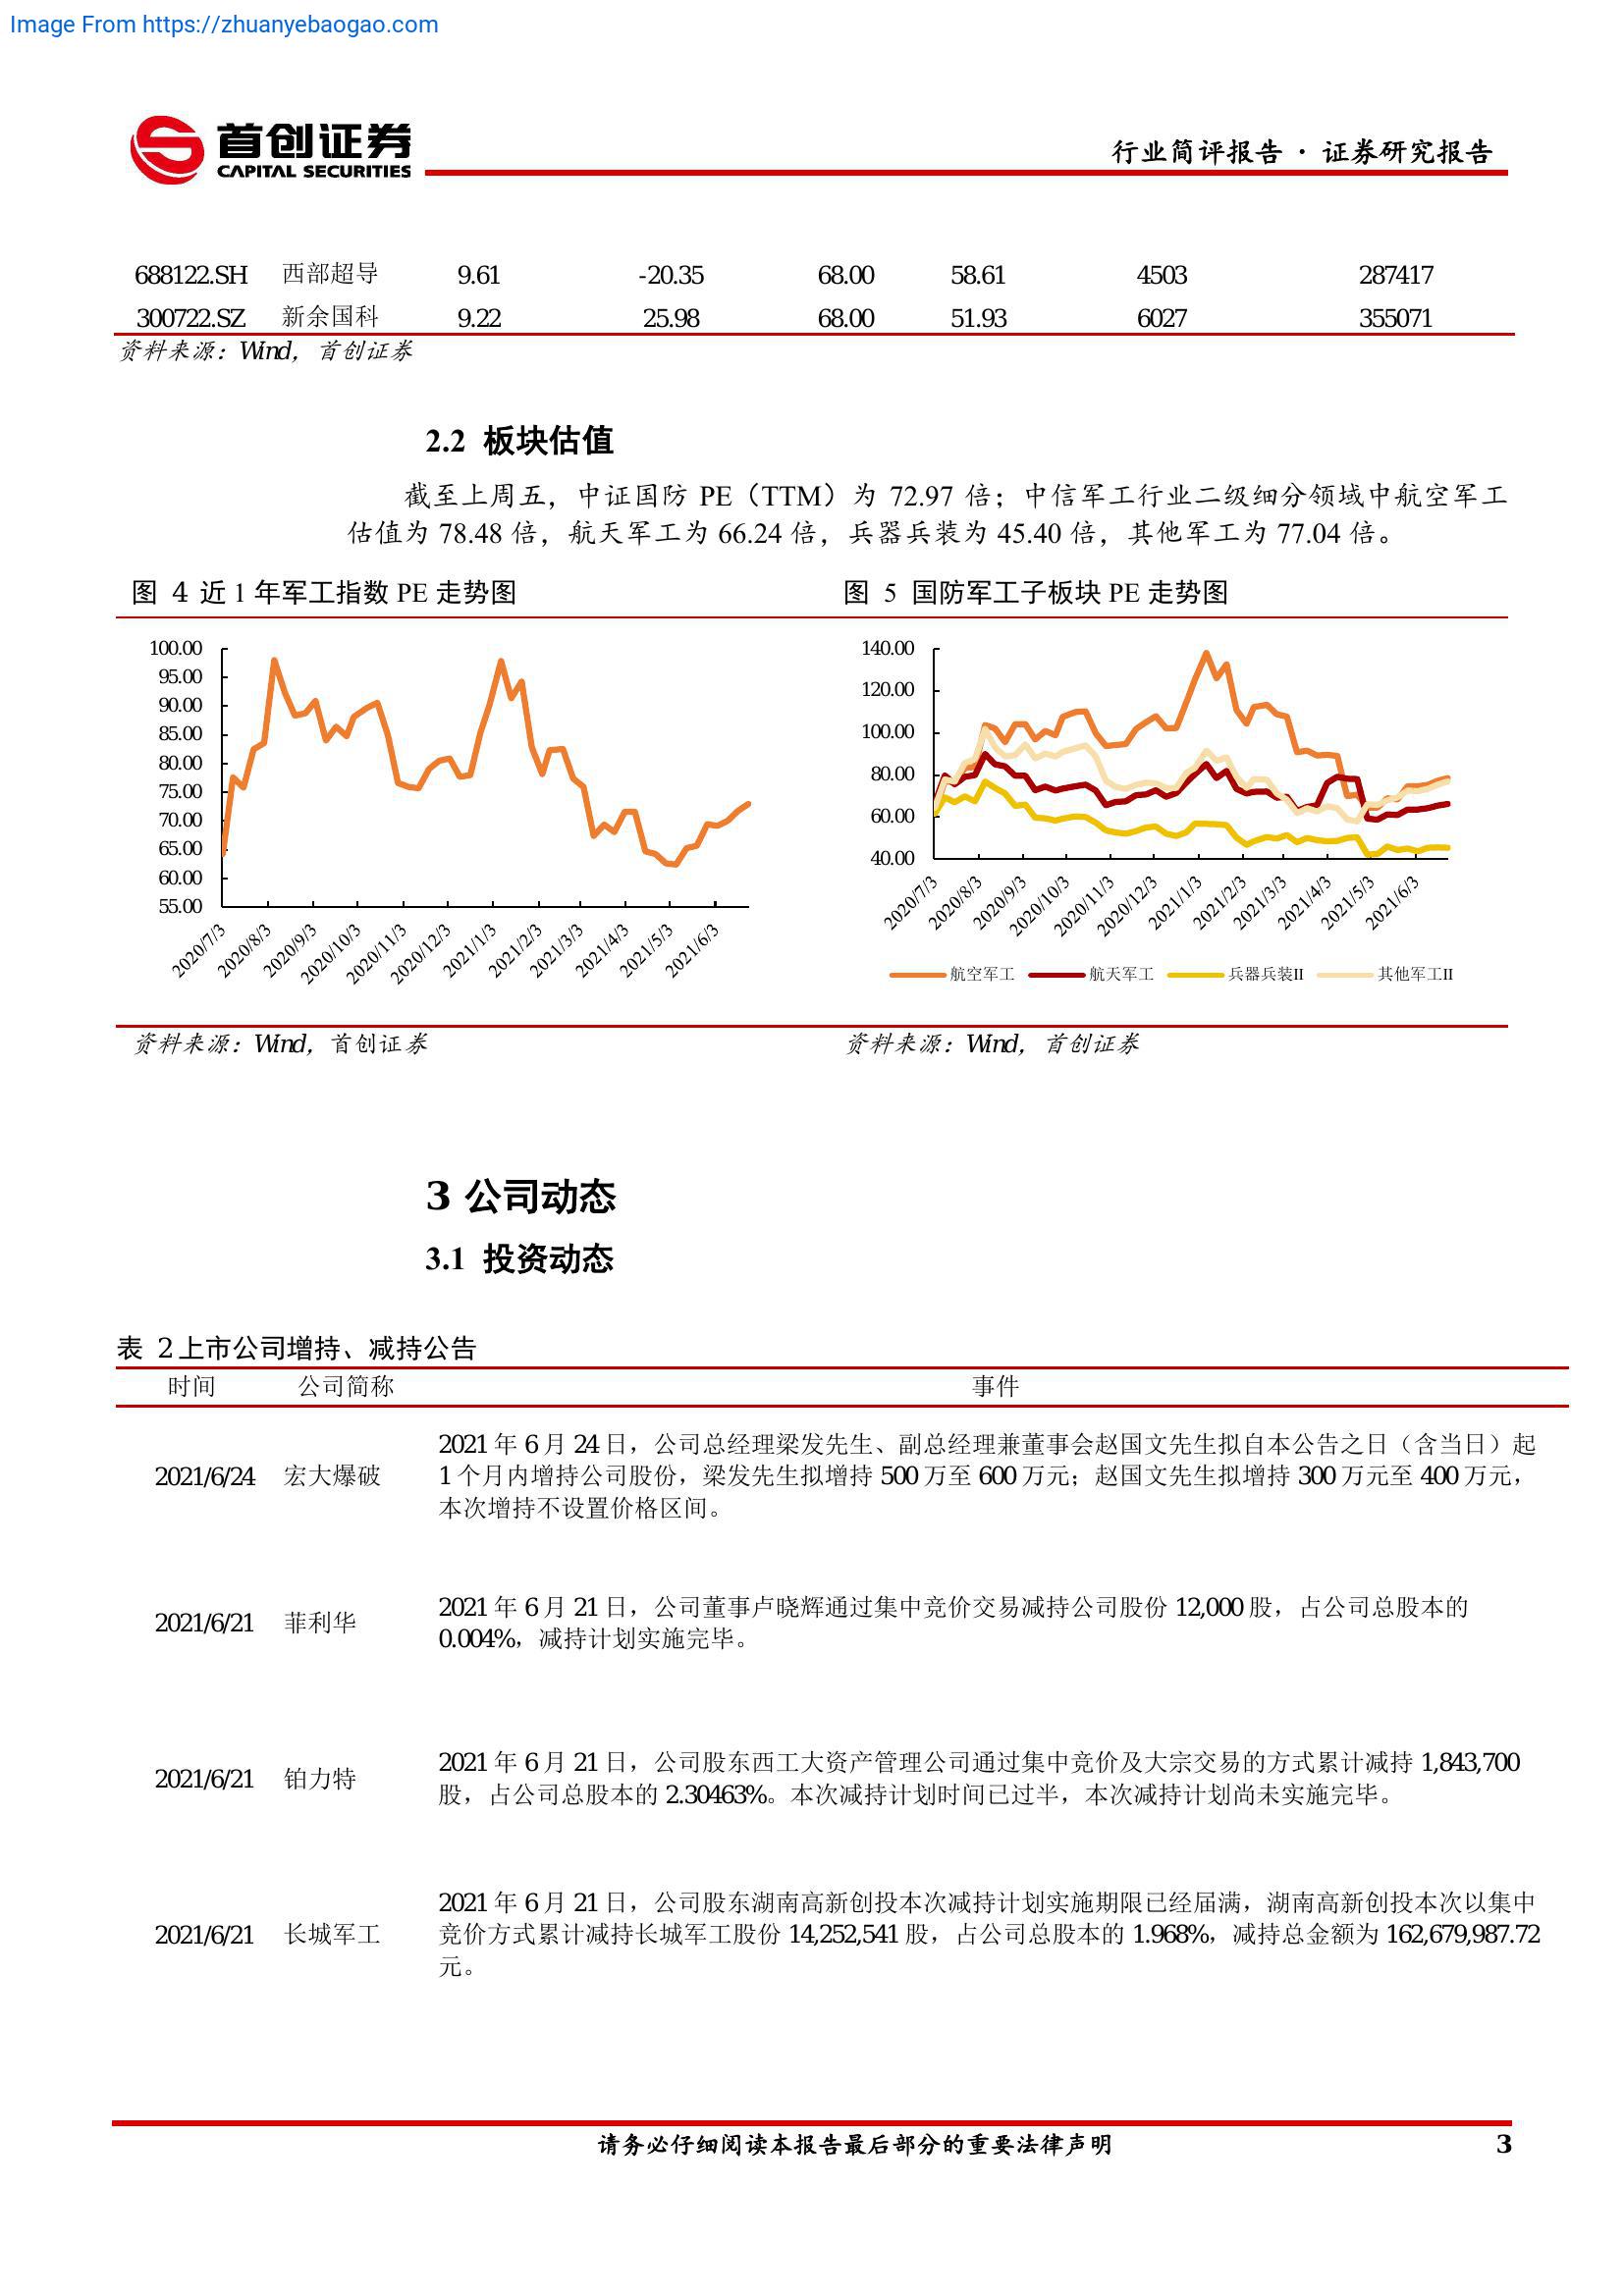 Image From https://zhuanyebaogao.com
首创证券
CAPITAL SECURITIES
行业简评报告 · 证券研究报告
688122.SH 西部超导 9.61 -20.35 68.00 58.61 4503 287417
300722.SZ 新余国科 9.22 25.98 68.00 51.93 6027 355071
资料来源：Wind，首创证券
2.2 板块估值
截至上周五，中证国防 PE（TTM）为 72.97 倍；中信军工行业二级细分领域中航空军工
估值为 78.48 倍，航天军工为 66.24 倍，兵器兵装为 45.40 倍，其他军工为 77.04 倍。
图 4 近 1 年军工指数 PE 走势图
100.00
95.00
90.00
85.00
80.00
75.00
70.00
65.00
60.00
55.00
2020/7/3 2020/8/3 2020/9/3 2020/10/3 2020/11/3 2020/12/3 2021/1/3 2021/2/3 2021/3/3 2021/4/3 2021/5/3 2021/6/3
资料来源：Wind，首创证券
图 5 国防军工子板块 PE 走势图
140.00
120.00
100.00
80.00
60.00
40.00
2020/7/3 2020/8/3 2020/9/3 2020/10/3 2020/11/3 2020/12/3 2021/1/3 2021/2/3 2021/3/3 2021/4/3 2021/5/3 2021/6/3
航空军工 航天军工 兵器兵装II 其他军工II
资料来源：Wind，首创证券
3 公司动态
3.1 投资动态
表 2 上市公司增持、减持公告
时间 公司简称 事件
2021/6/24 宏大爆破
2021 年 6 月 24 日，公司总经理梁发先生、副总经理兼董事会赵国文先生拟自本公告之日（含当日）起
1 个月内增持公司股份，梁发先生拟增持 500 万至 600 万元；赵国文先生拟增持 300 万元至 400 万元，
本次增持不设置价格区间。
2021/6/21 菲利华
2021 年 6 月 21 日，公司董事卢晓辉通过集中竞价交易减持公司股份 12,000 股，占公司总股本的
0.004%，减持计划实施完毕。
2021/6/21 铂力特
2021 年 6 月 21 日，公司股东西工大资产管理公司通过集中竞价及大宗交易的方式累计减持 1,843,700
股，占公司总股本的 2.30463%。本次减持计划时间已过半，本次减持计划尚未实施完毕。
2021/6/21 长城军工
2021 年 6 月 21 日，公司股东湖南高新创投本次减持计划实施期限已经届满，湖南高新创投本次以集中
竞价方式累计减持长城军工股份 14,252,541 股，占公司总股本的 1.968%，减持总金额为 162,679,987.72
元。
请务必仔细阅读本报告最后部分的重要法律声明 3